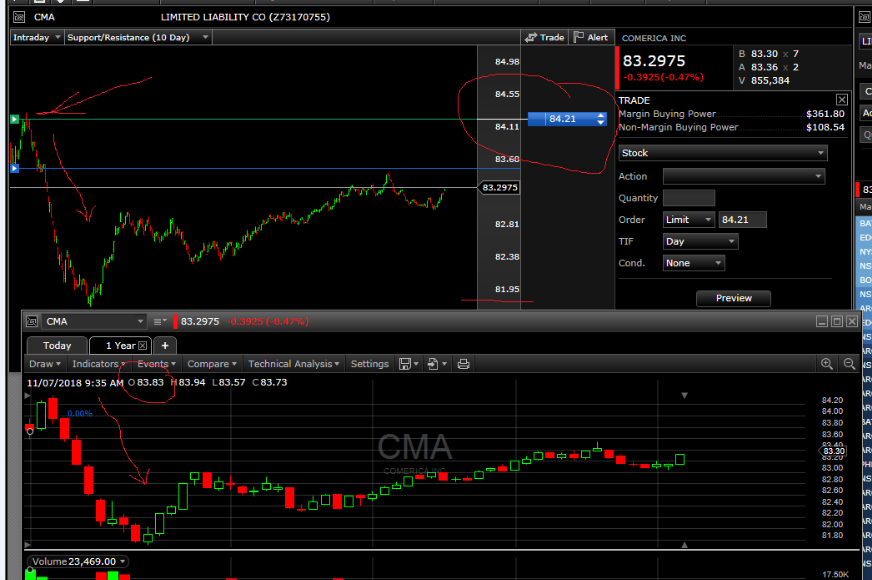 CMA LIMITED LIABILITY CO (Z73170755)
Intraday Support/Resistance (10 Day) Trade Alert
COMERICA INC
83.2975
-0.3925 (-0.47%)
B 83.30 x 7
A 83.36 x 2
V 855,384
84.98
84.55
84.21
84.11
83.60
83.2975
82.81
82.38
81.95
TRADE
Margin Buying Power $361.80
Non-Margin Buying Power $108.54
Stock
Action
Quantity
Order Limit 84.21
TIF Day
Cond. None
Preview
CMA 83.2975 -0.3925 (-0.47%)
Today 1 Year +
Draw Indicators Events Compare Technical Analysis Settings
11/07/2018 9:35 AM O 83.83 H 83.94 L 83.57 C 83.73
0.00%
CMA
COMERICA INC
84.20
84.00
83.80
83.60
83.40
83.30
83.20
83.00
82.80
82.60
82.40
82.20
82.00
81.80
Volume 23,469.00
17.50K